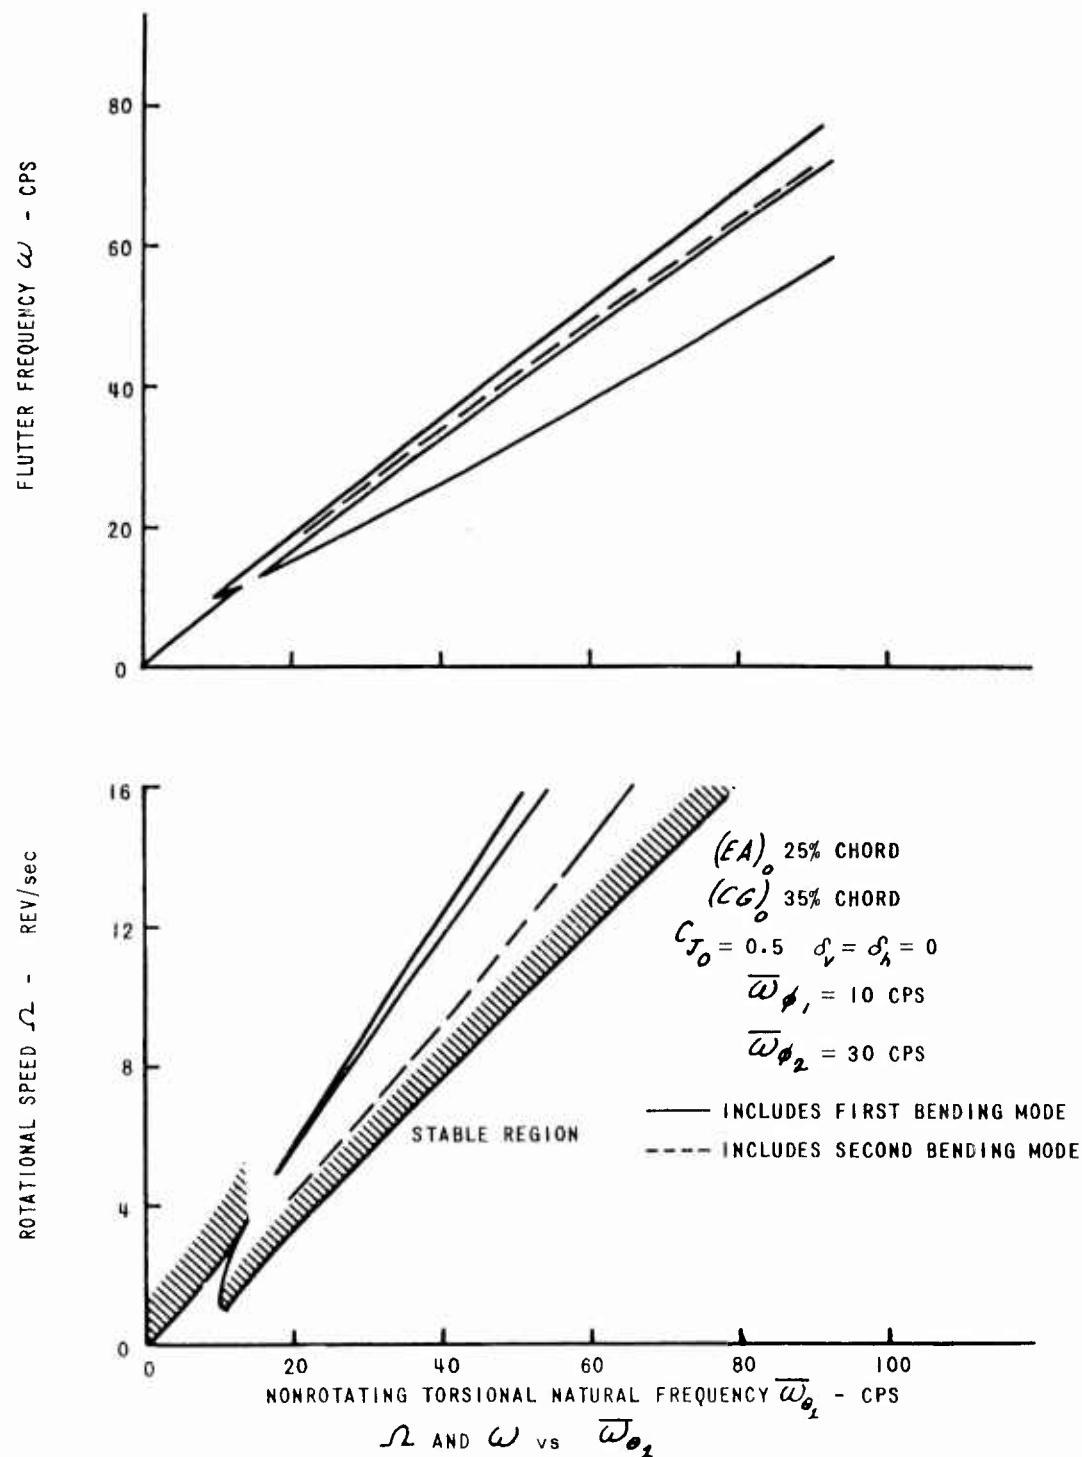 FLUTTER FREQUENCY ω - CPS
80
60
40
20
0
ROTATIONAL SPEED Ω - REV/sec
16
12
8
4
0
(EA)₀ 25% CHORD
(CG)₀ 35% CHORD
C_J₀ = 0.5 δ_v = δ_h = 0
ω̅_ϕ₁ = 10 CPS
ω̅_ϕ₂ = 30 CPS
INCLUDES FIRST BENDING MODE
INCLUDES SECOND BENDING MODE
STABLE REGION
0 20 40 60 80 100
NONROTATING TORSIONAL NATURAL FREQUENCY ω̅_θ₁ - CPS
Ω AND ω vs ω̅_θ₁